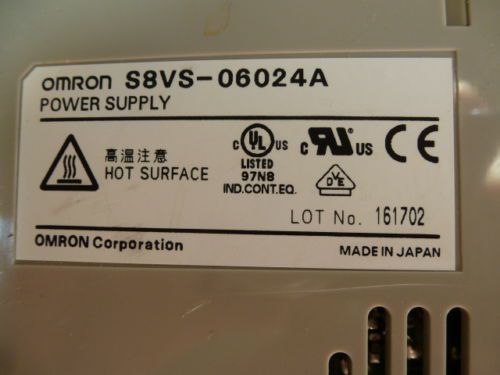 OMRON S8VS-06024A
POWER SUPPLY
高温注意
HOT SURFACE
C UL US
LISTED
97N8
IND.CONT.EQ.
C RU US
CE
DVE
LOT No. 161702
OMRON Corporation
MADE IN JAPAN